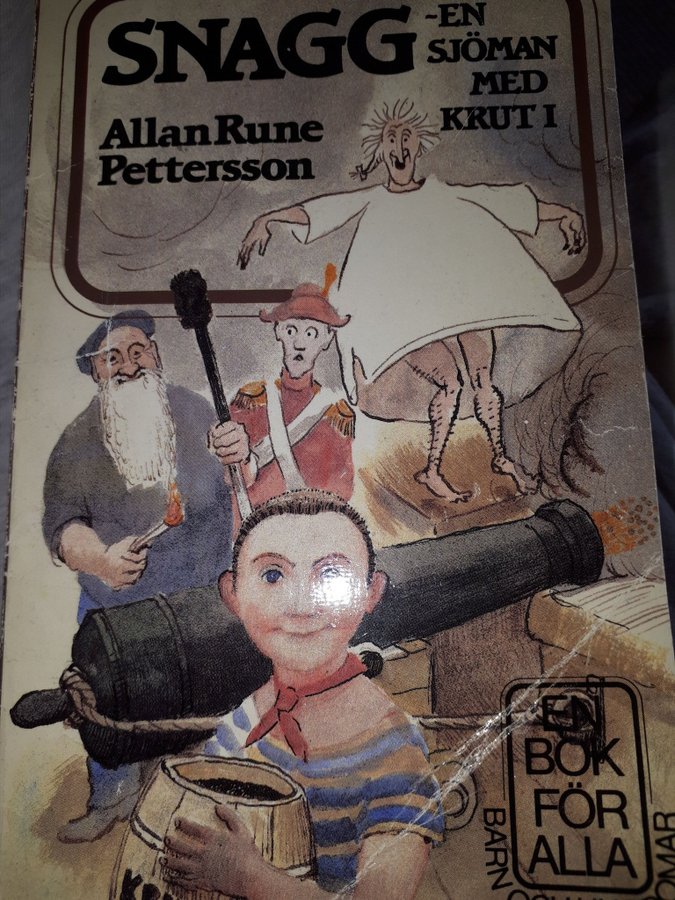 SNAGG
-EN
SJÖMAN
MED
KRUT I
Allan Rune
Pettersson
EN
BOK
FÖR
ALLA
BARN